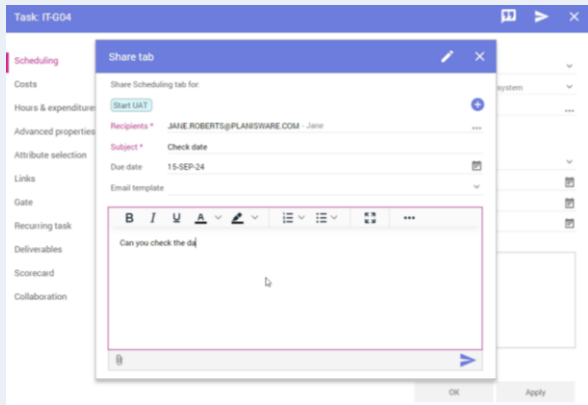 Task: IT-G04
Share tab
Scheduling
Costs
Hours & expenditure
Advanced properties
Attribute selection
Links
Gate
Recurring task
Deliverables
Scorecard
Collaboration
Share Scheduling tab for:
Start UAT
Recipients * JANE.ROBERTS@PLANISWARE.COM - Jane
Subject * Check date
Due date 15-SEP-24
Email template
B I U A
Can you check the da
system
OK Apply